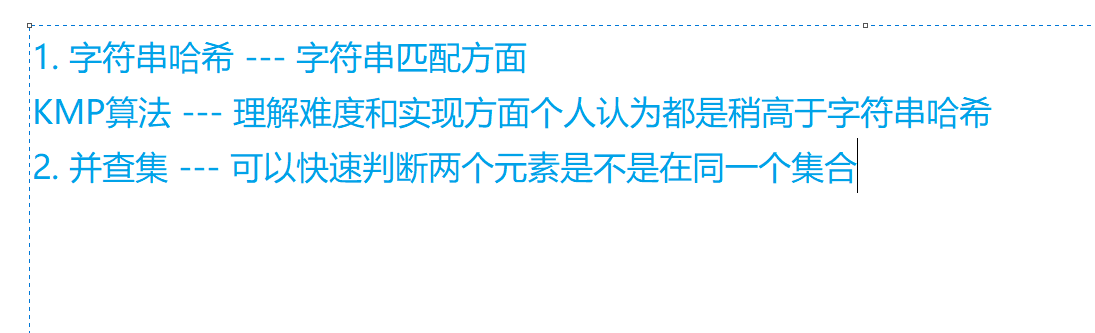 1. 字符串哈希 --- 字符串匹配方面
KMP算法 --- 理解难度和实现方面个人认为都是稍高于字符串哈希
2. 并查集 --- 可以快速判断两个元素是不是在同一个集合